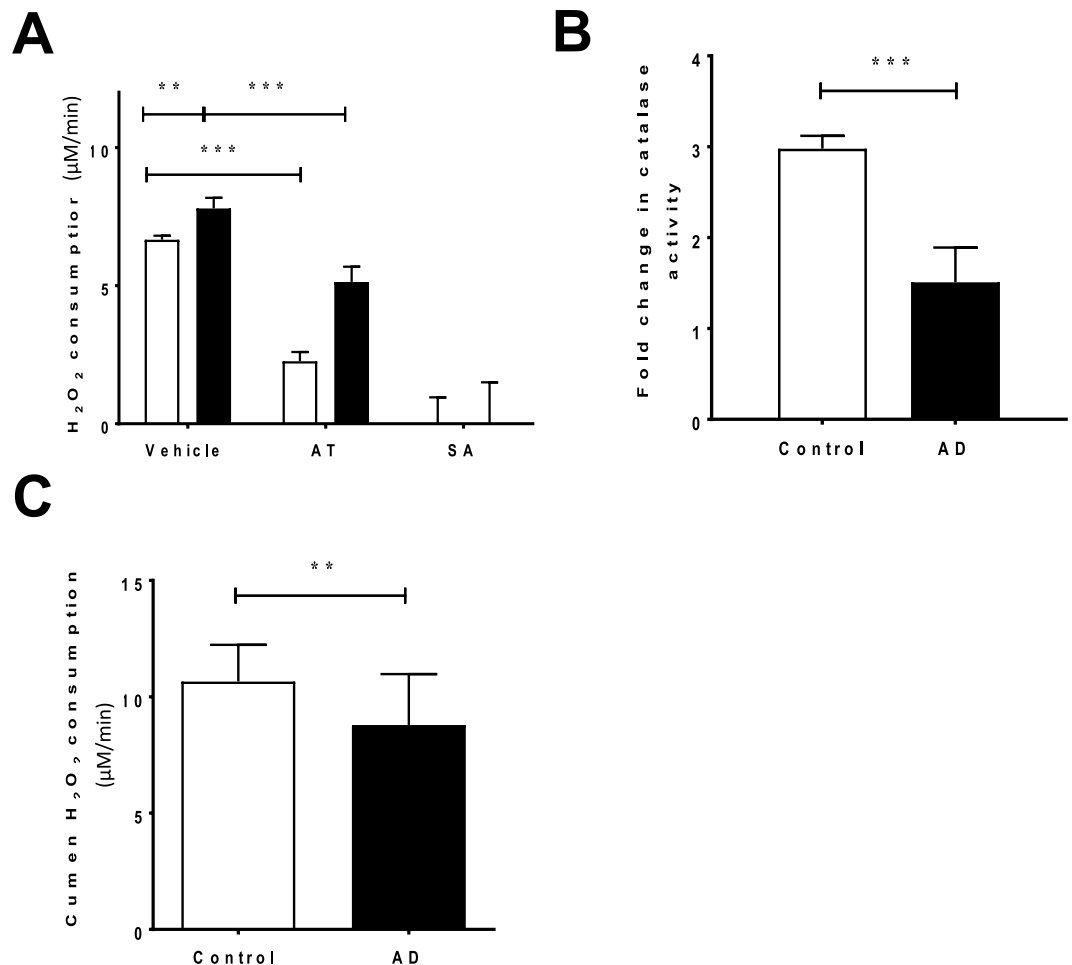 A
H₂O₂ consumptior (µM/min)
10
5
0
** ***
***
Vehicle AT SA
B
Fold change in catalase
activity
4
3
2
1
0
***
Control AD
C
Cumen H₂O₂ consumption
(µM/min)
15
10
5
0
**
Control AD